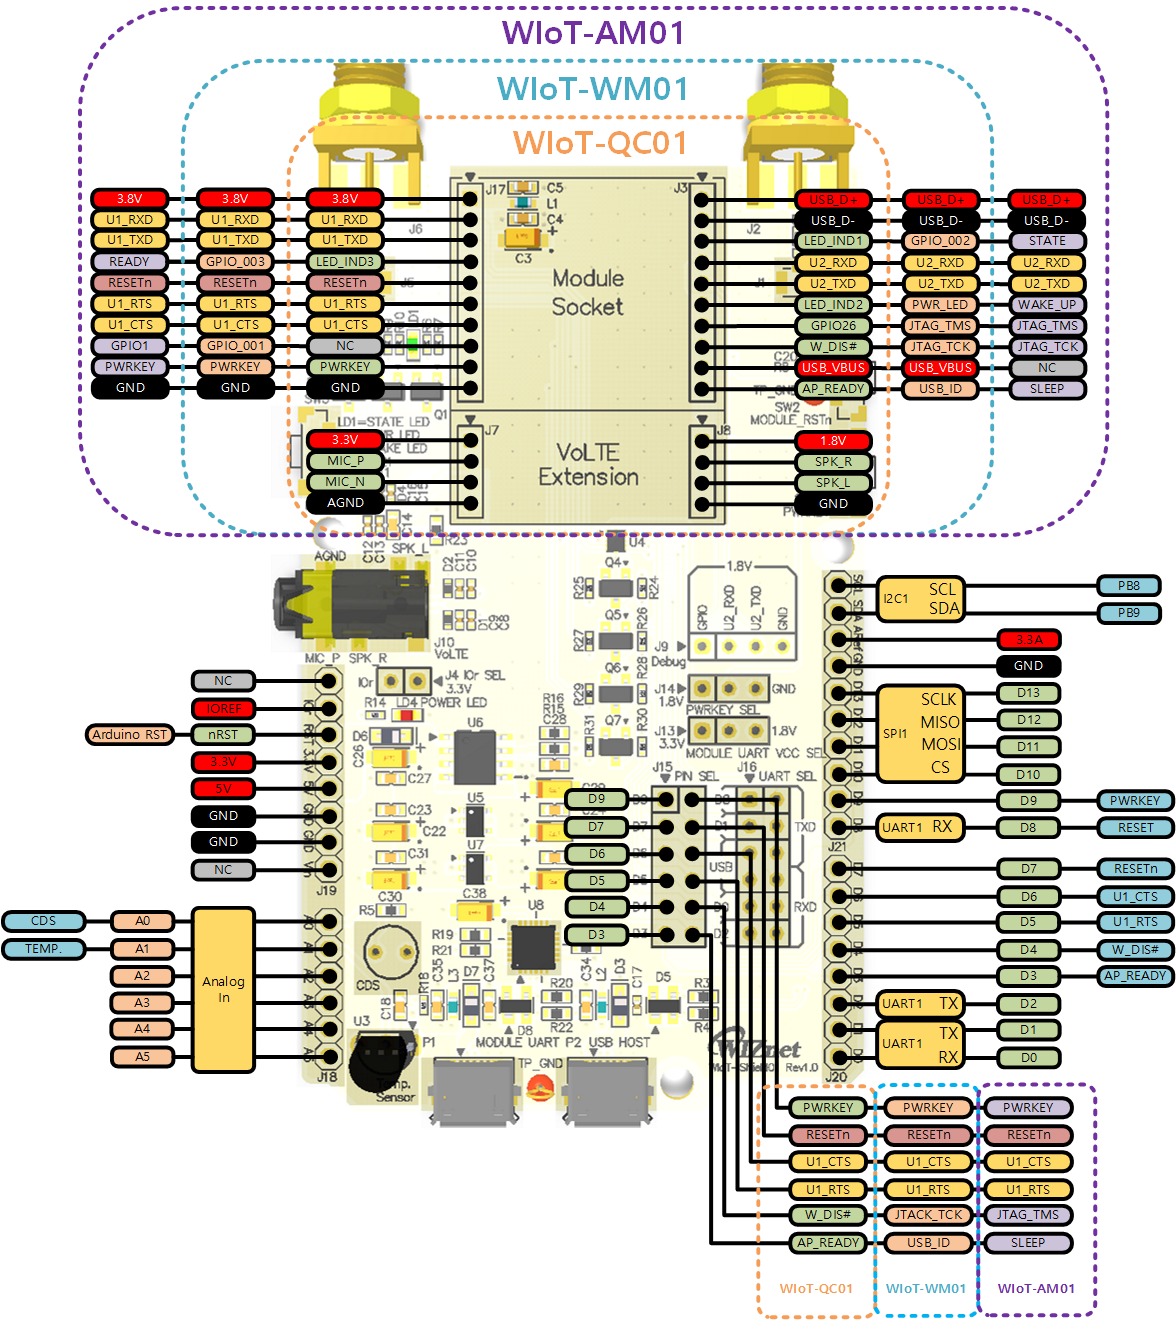 WIoT-AM01
WIoT-WM01
WIoT-QC01
3.8V 3.8V 3.8V J17 C5 J3 USB_D+ USB_D+ USB_D+
U1_RXD U1_RXD U1_RXD J6 L1 C4 J2 USB_D- USB_D- USB_D-
U1_TXD U1_TXD U1_TXD C3 LED_IND1 GPIO_002 STATE
READY GPIO_003 LED_IND3 U2_RXD U2_RXD U2_RXD
RESETn RESETn RESETn Module U2_TXD U2_TXD U2_TXD
U1_RTS U1_RTS U1_RTS Socket LED_IND2 PWR_LED WAKE_UP
U1_CTS U1_CTS U1_CTS GPIO26 JTAG_TMS JTAG_TMS
GPIO1 GPIO_001 NC W_DIS# JTAG_TCK JTAG_TCK
PWRKEY PWRKEY PWRKEY USB_VBUS USB_VBUS NC
GND GND GND AP_READY USB_ID SLEEP
Q1 SW2
LD1=STATE LED MODULE_RSTn
3.3V J7 J8 1.8V
MIC_P VoLTE SPK_R
MIC_N Extension SPK_L
AGND GND
C12 C13 C14 R23
AGND SPK_L D2 C11 C10 U4
Q4 1.8V
R25 R24
GPIO U2_RXD U2_TXD GND
I2C1 SCL PB8
SDA PB9
Q5 R26
R27 R28
J10 VoLTE J9 Debug
3.3A
MIC_P SPK_R
GND
Q6
NC IOr J4 IOr SEL 3.3V J14 1.8V GND
R29 R30
IOREF R14 LD4 POWER LED R16 R15 C28 PWRKEY SEL
SPI1 SCLK D13
MISO D12
MOSI D11
CS D10
Arduino RST nRST D6 U6 R31 Q7 J13 3.3V 1.8V
MODULE UART VCC SEL
3.3V C26 C27
5V J15 PIN SEL J16 UART SEL
D9 D9 PWRKEY
GND C23 U5 C22
D7 TXD UART1 RX D8 RESET
GND J21
D6 C31 U7
NC D5 USB D7 RESETn
J19 C30 C38 D6 U1_CTS
D4 RXD
CDS A0 R5 U8 D5 U1_RTS
D3
TEMP. A1 R19 R21 C34 D4 W_DIS#
A2 Analog In CDS R18 C35 L3 D7 C37 R20 L2 D3 C17 D5 R3 D3 AP_READY
A3 C18 R22 R4 UART1 TX D2
A4 U3 P1 D8 MODULE UART P2 USB HOST UART1 TX D1
A5 TP_GND WIZnet RX D0
J18 Rev1.0 J20
Temp.
Sensor
PWRKEY PWRKEY PWRKEY
RESETn RESETn RESETn
U1_CTS U1_CTS U1_CTS
U1_RTS U1_RTS U1_RTS
W_DIS# JTACK_TCK JTAG_TMS
AP_READY USB_ID SLEEP
WIoT-QC01 WIoT-WM01 WIoT-AM01